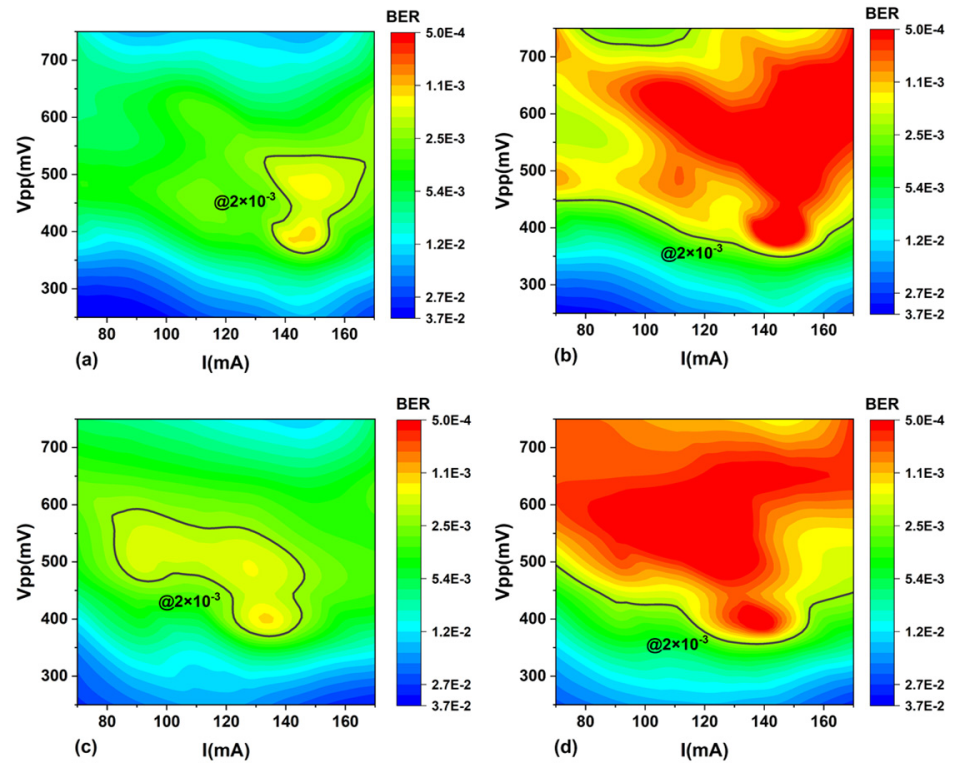 BER
5.0E-4
1.1E-3
2.5E-3
5.4E-3
1.2E-2
2.7E-2
3.7E-2
Vpp(mV)
700
600
500
400
300
@2×10⁻³
80 100 120 140 160
(a) I(mA)
BER
5.0E-4
1.1E-3
2.5E-3
5.4E-3
1.2E-2
2.7E-2
3.7E-2
Vpp(mV)
700
600
500
400
300
@2×10⁻³
80 100 120 140 160
(b) I(mA)
BER
5.0E-4
1.1E-3
2.5E-3
5.4E-3
1.2E-2
2.7E-2
3.7E-2
Vpp(mV)
700
600
500
400
300
@2×10⁻³
80 100 120 140 160
(c) I(mA)
BER
5.0E-4
1.1E-3
2.5E-3
5.4E-3
1.2E-2
2.7E-2
3.7E-2
Vpp(mV)
700
600
500
400
300
@2×10⁻³
80 100 120 140 160
(d) I(mA)